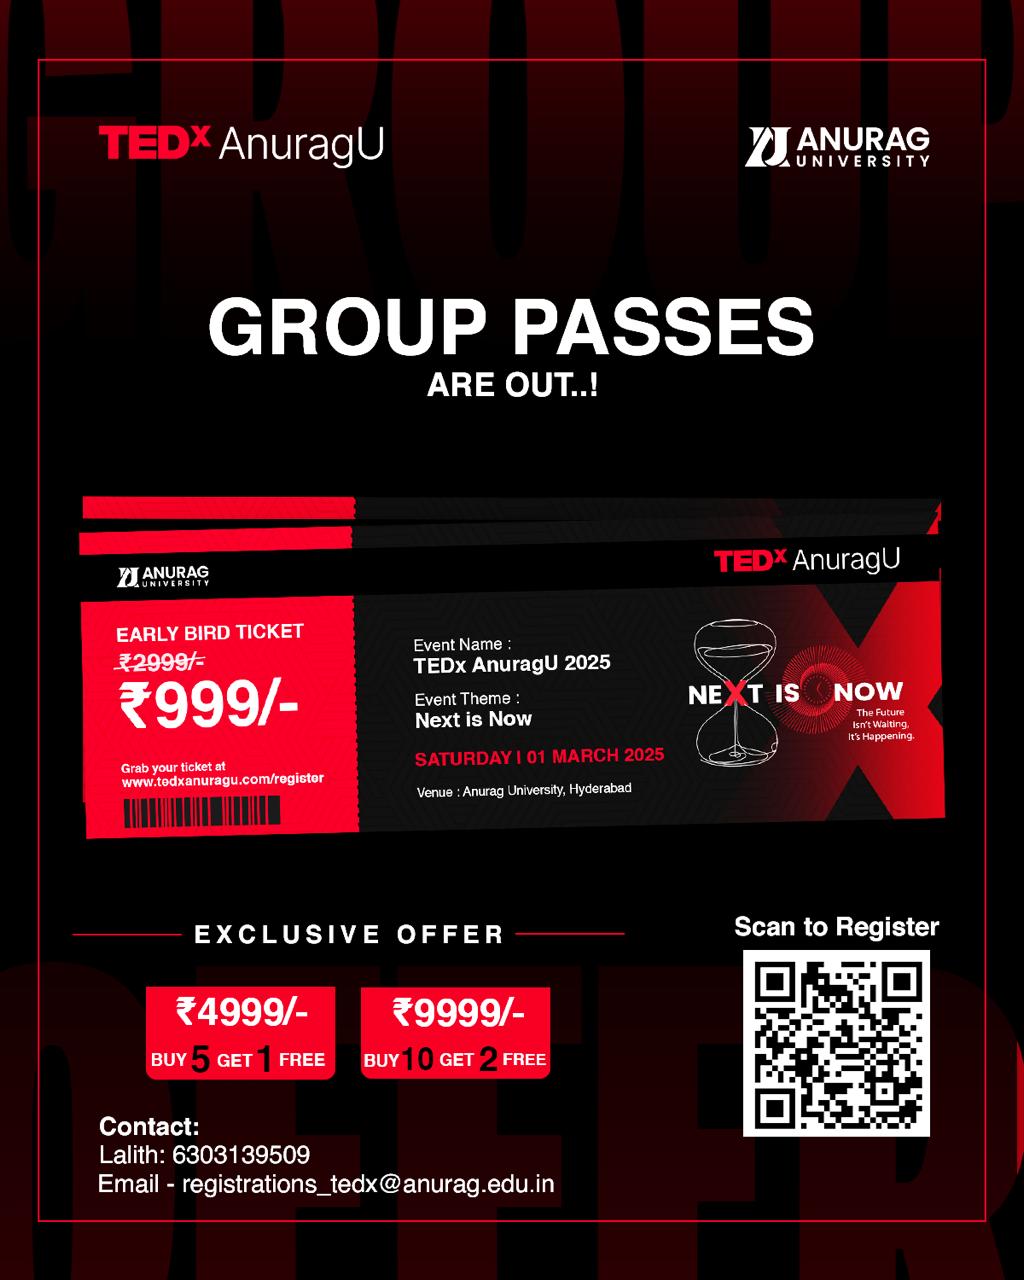 TEDx AnuragU
ANURAG
UNIVERSITY
GROUP PASSES
ARE OUT..!
ANURAG
UNIVERSITY
TEDx AnuragU
EARLY BIRD TICKET
₹2999/-
₹999/-
Grab your ticket at
www.tedxanuragu.com/register
Event Name :
TEDx AnuragU 2025
Event Theme :
Next is Now
SATURDAY | 01 MARCH 2025
Venue : Anurag University, Hyderabad
NEXT IS NOW
The Future
Isn't Waiting,
It's Happening.
EXCLUSIVE OFFER
₹4999/-
BUY 5 GET 1 FREE
₹9999/-
BUY 10 GET 2 FREE
Scan to Register
Contact:
Lalith: 6303139509
Email - registrations_tedx@anurag.edu.in
GROUP
OFFER